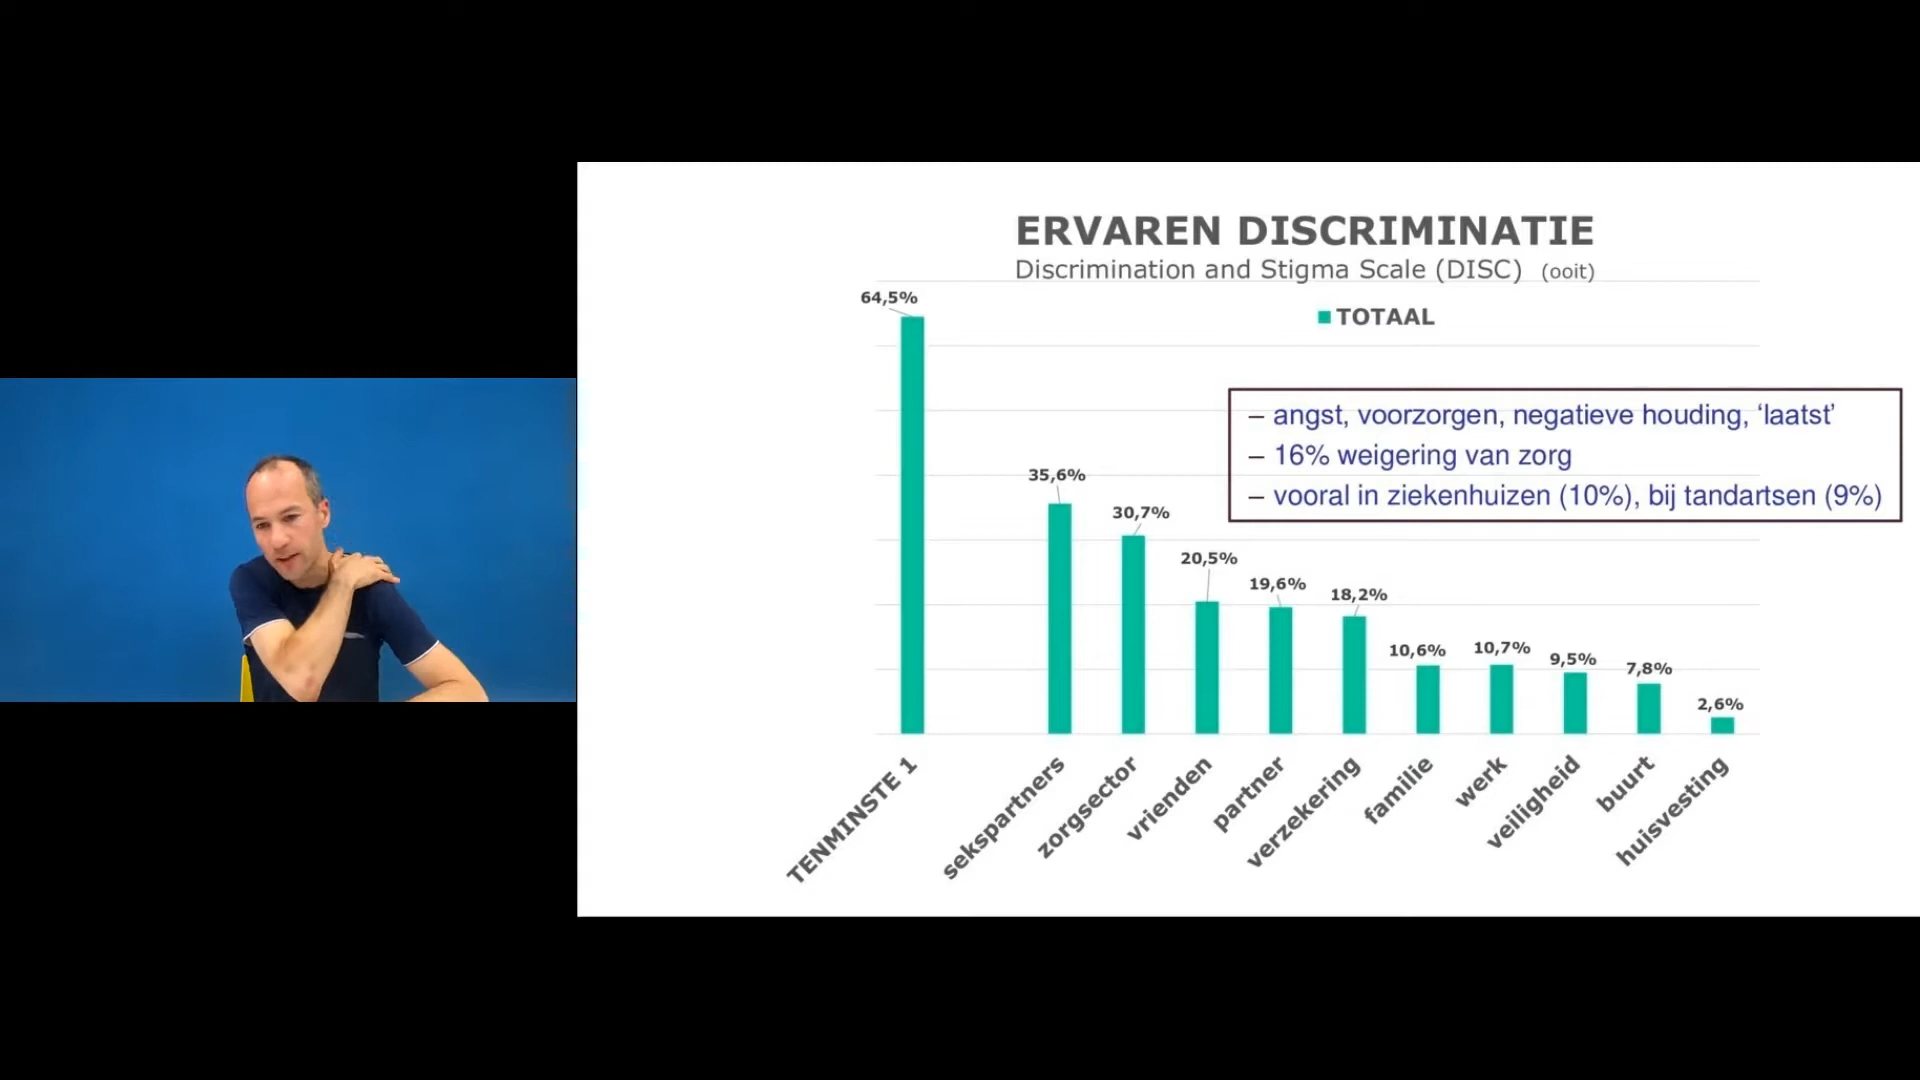 ERVAREN DISCRIMINATIE
Discrimination and Stigma Scale (DISC) (ooit)
64,5%
TOTAAL
– angst, voorzorgen, negatieve houding, ‘laatst’
– 16% weigering van zorg
– vooral in ziekenhuizen (10%), bij tandartsen (9%)
35,6%
30,7%
20,5%
19,6%
18,2%
10,6%
10,7%
9,5%
7,8%
2,6%
TENMINSTE 1
sekspartners
zorgsector
vrienden
partner
verzekering
familie
werk
veiligheid
buurt
huisvesting